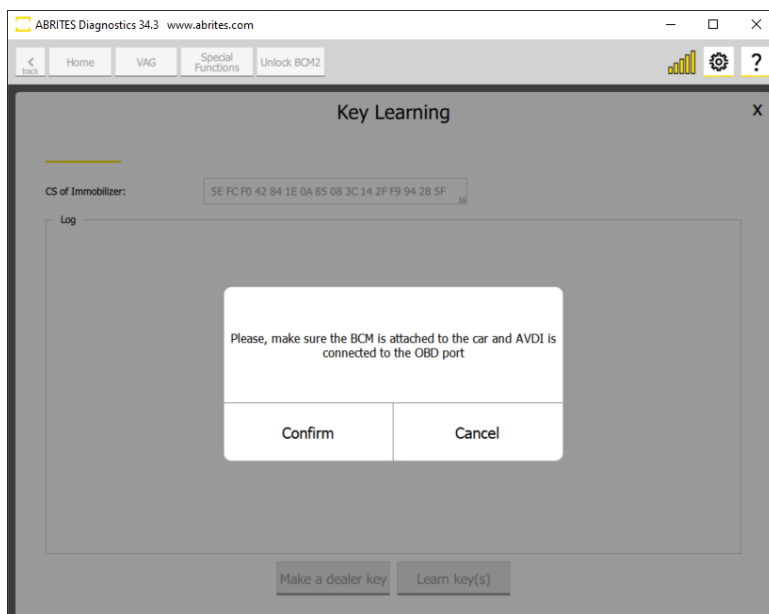 ABRITES Diagnostics 34.3 www.abrites.com
<
back
Home
VAG
Special
Functions
Unlock BCM2
?
Key Learning
X
CS of Immobilizer:
5E FC F0 42 84 1E 0A 85 08 3C 14 2F F9 94 28 5F
Log
Please, make sure the BCM is attached to the car and AVDI is
connected to the OBD port
Confirm
Cancel
Make a dealer key
Learn key(s)